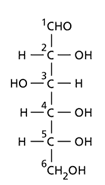 ¹CHO
H — ²C — OH
HO — ³C — H
H — ⁴C — OH
H — ⁵C — OH
⁶CH₂OH